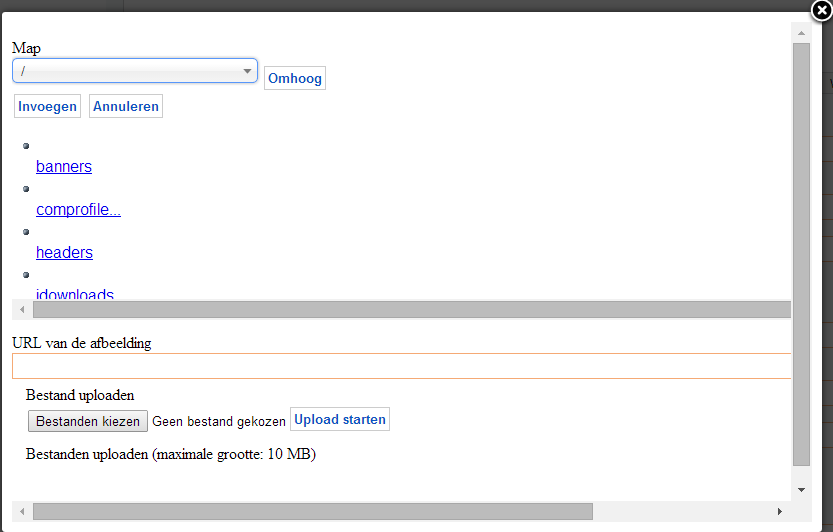 Map
/
Omhoog
Invoegen Annuleren
banners
comprofile...
headers
jdownloads
URL van de afbeelding
Bestand uploaden
Bestanden kiezen Geen bestand gekozen Upload starten
Bestanden uploaden (maximale grootte: 10 MB)